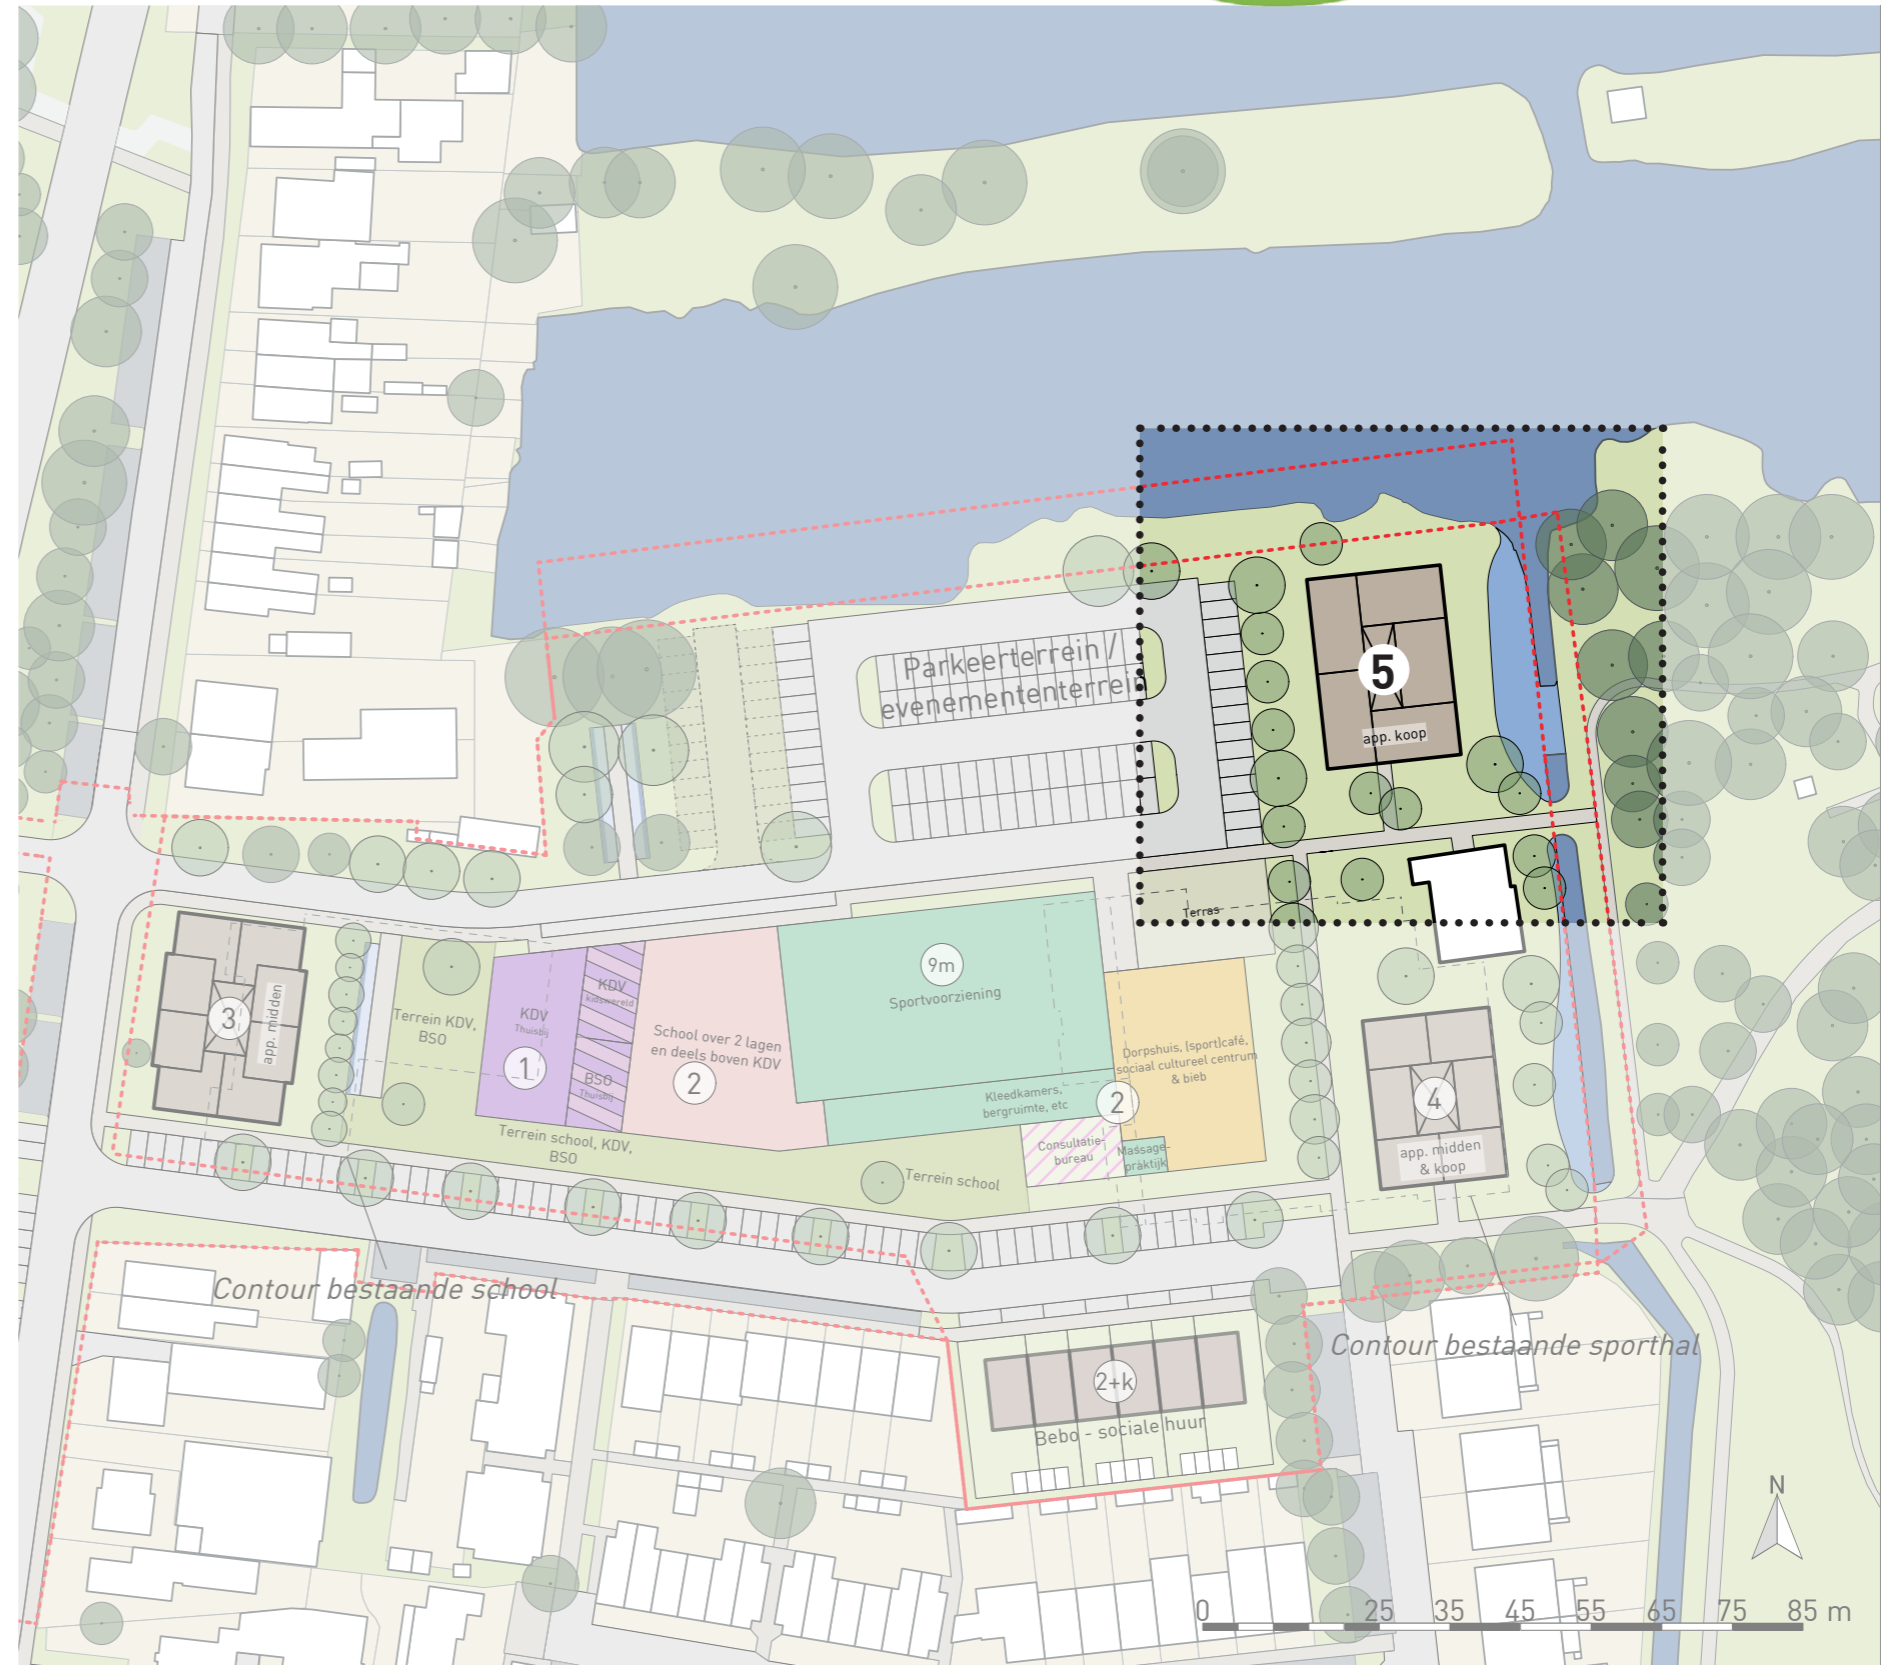 Parkeerterrein /
evenemententerrein
5
app. koop
Terras
9m
Sportvoorziening
KDV
kidswereld
KDV
Thuisbij
1
BSO
Thuisbij
School over 2 lagen
en deels boven KDV
2
Terrein KDV,
BSO
3
app. midden
Dorpshuis, (sport)café,
sociaal cultureel centrum
& bieb
Kleedkamers,
bergruimte, etc
2
Consultatie-
bureau
Massage-
praktijk
4
app. midden
& koop
Terrein school, KDV,
BSO
Terrein school
Contour bestaande school
Contour bestaande sporthal
2+k
Bebo - sociale huur
N
0 25 35 45 55 65 75 85 m